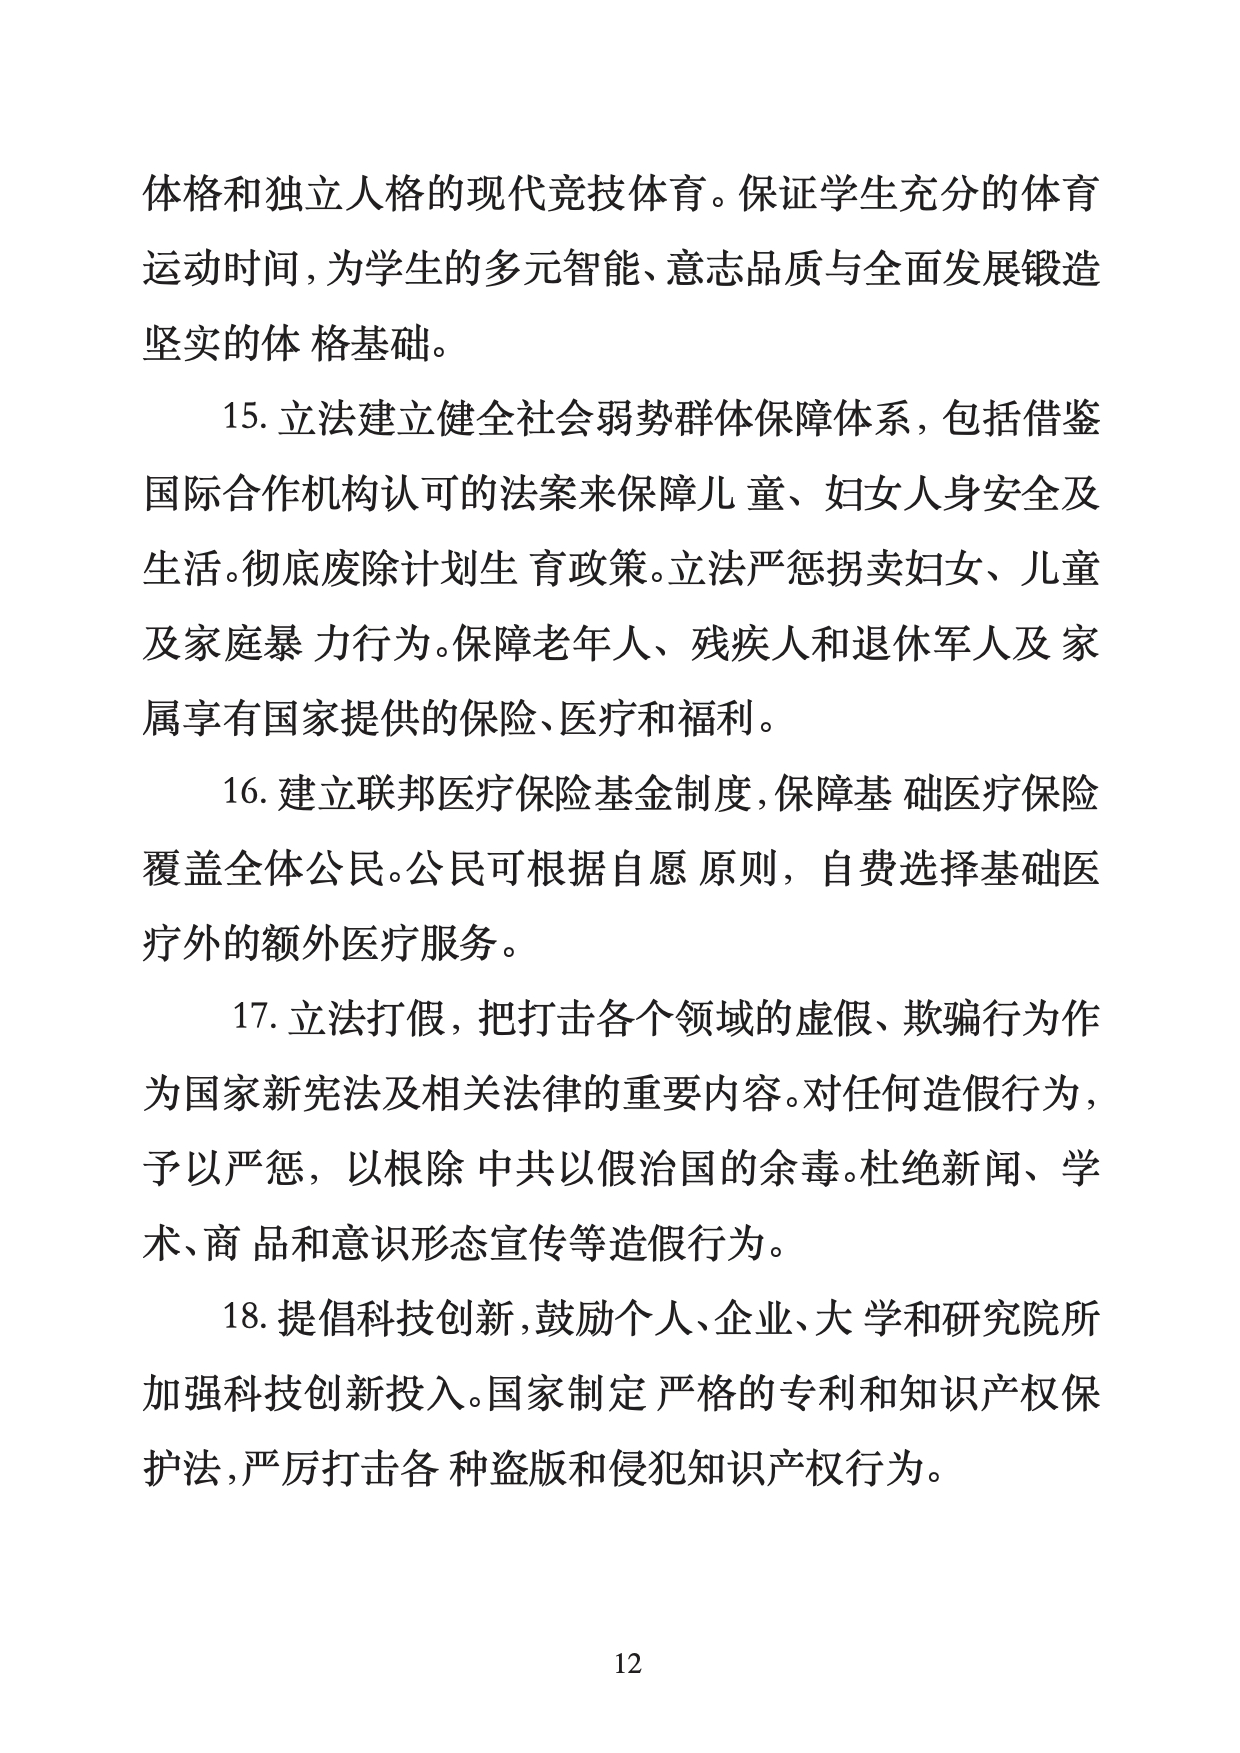 体格和独立人格的现代竞技体育。保证学生充分的体育
运动时间,为学生的多元智能、意志品质与全面发展锻造
坚实的体 格基础。
15. 立法建立健全社会弱势群体保障体系, 包括借鉴
国际合作机构认可的法案来保障儿 童、妇女人身安全及
生活。彻底废除计划生 育政策。立法严惩拐卖妇女、儿童
及家庭暴 力行为。保障老年人、残疾人和退休军人及 家
属享有国家提供的保险、医疗和福利。
16. 建立联邦医疗保险基金制度,保障基 础医疗保险
覆盖全体公民。公民可根据自愿 原则, 自费选择基础医
疗外的额外医疗服务。
17. 立法打假, 把打击各个领域的虚假、欺骗行为作
为国家新宪法及相关法律的重要内容。对任何造假行为,
予以严惩, 以根除 中共以假治国的余毒。杜绝新闻、学
术、商 品和意识形态宣传等造假行为。
18. 提倡科技创新,鼓励个人、企业、大 学和研究院所
加强科技创新投入。国家制定 严格的专利和知识产权保
护法,严厉打击各 种盗版和侵犯知识产权行为。
12